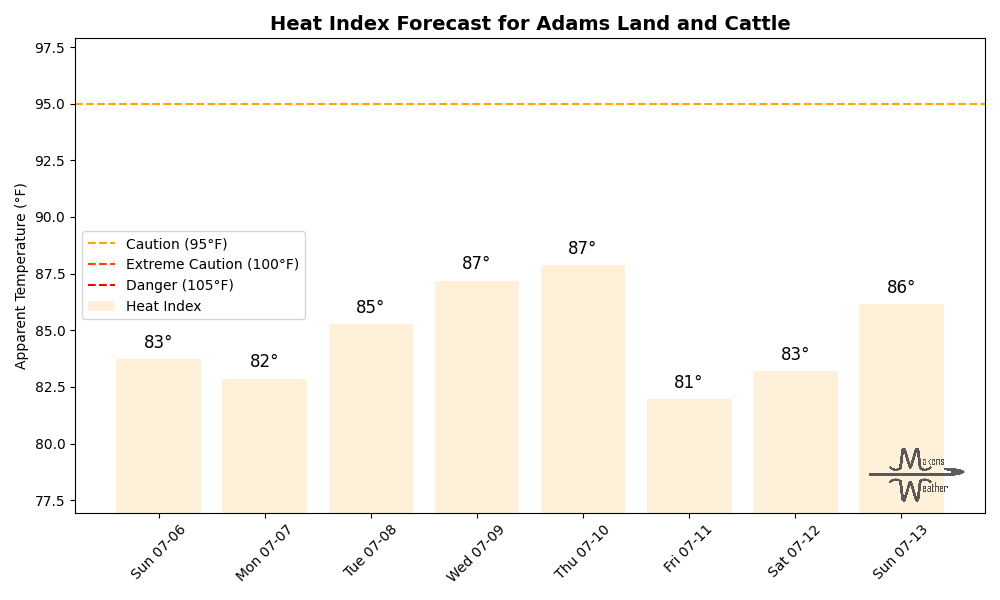 Heat Index Forecast for Adams Land and Cattle
Apparent Temperature (°F)
97.5
95.0
92.5
90.0
87.5
85.0
82.5
80.0
77.5
Caution (95°F)
Extreme Caution (100°F)
Danger (105°F)
Heat Index
83°
82°
85°
87°
87°
81°
83°
86°
Sun 07-06
Mon 07-07
Tue 07-08
Wed 07-09
Thu 07-10
Fri 07-11
Sat 07-12
Sun 07-13
Makens
Weather